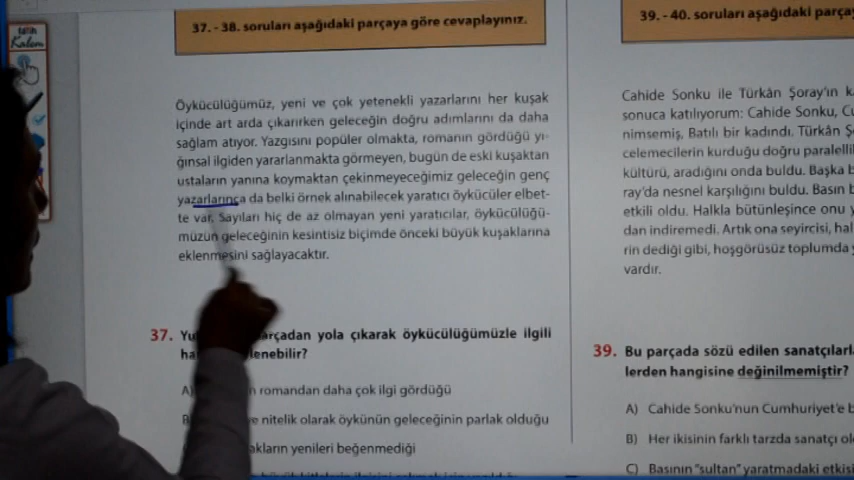 Kalem
37. - 38. soruları aşağıdaki parçaya göre cevaplayınız.
Öykücülüğümüz, yeni ve çok yetenekli yazarlarını her kuşak
içinde art arda çıkarırken geleceğin doğru adımlarını da daha
sağlam atıyor. Yazgısını popüler olmakta, romanın gördüğü yı-
ğınsal ilgiden yararlanmakta görmeyen, bugün de eski kuşaktan
ustaların yanına koymaktan çekinmeyeceğimiz geleceğin genç
yazarlarınca da belki örnek alınabilecek yaratıcı öykücüler elbet-
te var. Sayıları hiç de az olmayan yeni yaratıcılar, öykücülüğü-
müzün geleceğinin kesintisiz biçimde önceki büyük kuşaklarına
eklenmesini sağlayacaktır.
37. Yu arçadan yola çıkarak öykücülüğümüzle ilgili
ha lenebilir?
A) n romandan daha çok ilgi gördüğü
B) ve nitelik olarak öykünün geleceğinin parlak olduğu
akların yenileri beğenmediği
39. - 40. soruları aşağıdaki parçay
Cahide Sonku ile Türkân Şoray'ın k
sonuca katılıyorum: Cahide Sonku, Cu
nimsemiş, Batılı bir kadındı. Türkân Ş
celemecilerin kurduğu doğru paralelli
kültürü, aradığını onda buldu. Başka b
ray'da nesnel karşılığını buldu. Basın b
etkili oldu. Halkla bütünleşince onu y
dan indiremedi. Artık ona seyircisi, hal
rin dediği gibi, hoşgörüsüz toplumda
vardır.
39. Bu parçada sözü edilen sanatçılarla
lerden hangisine değinilmemiştir?
A) Cahide Sonku'nun Cumhuriyet'e b
B) Her ikisinin farklı tarzda sanatçı ol
C) Basının "sultan" yaratmadaki etkisi